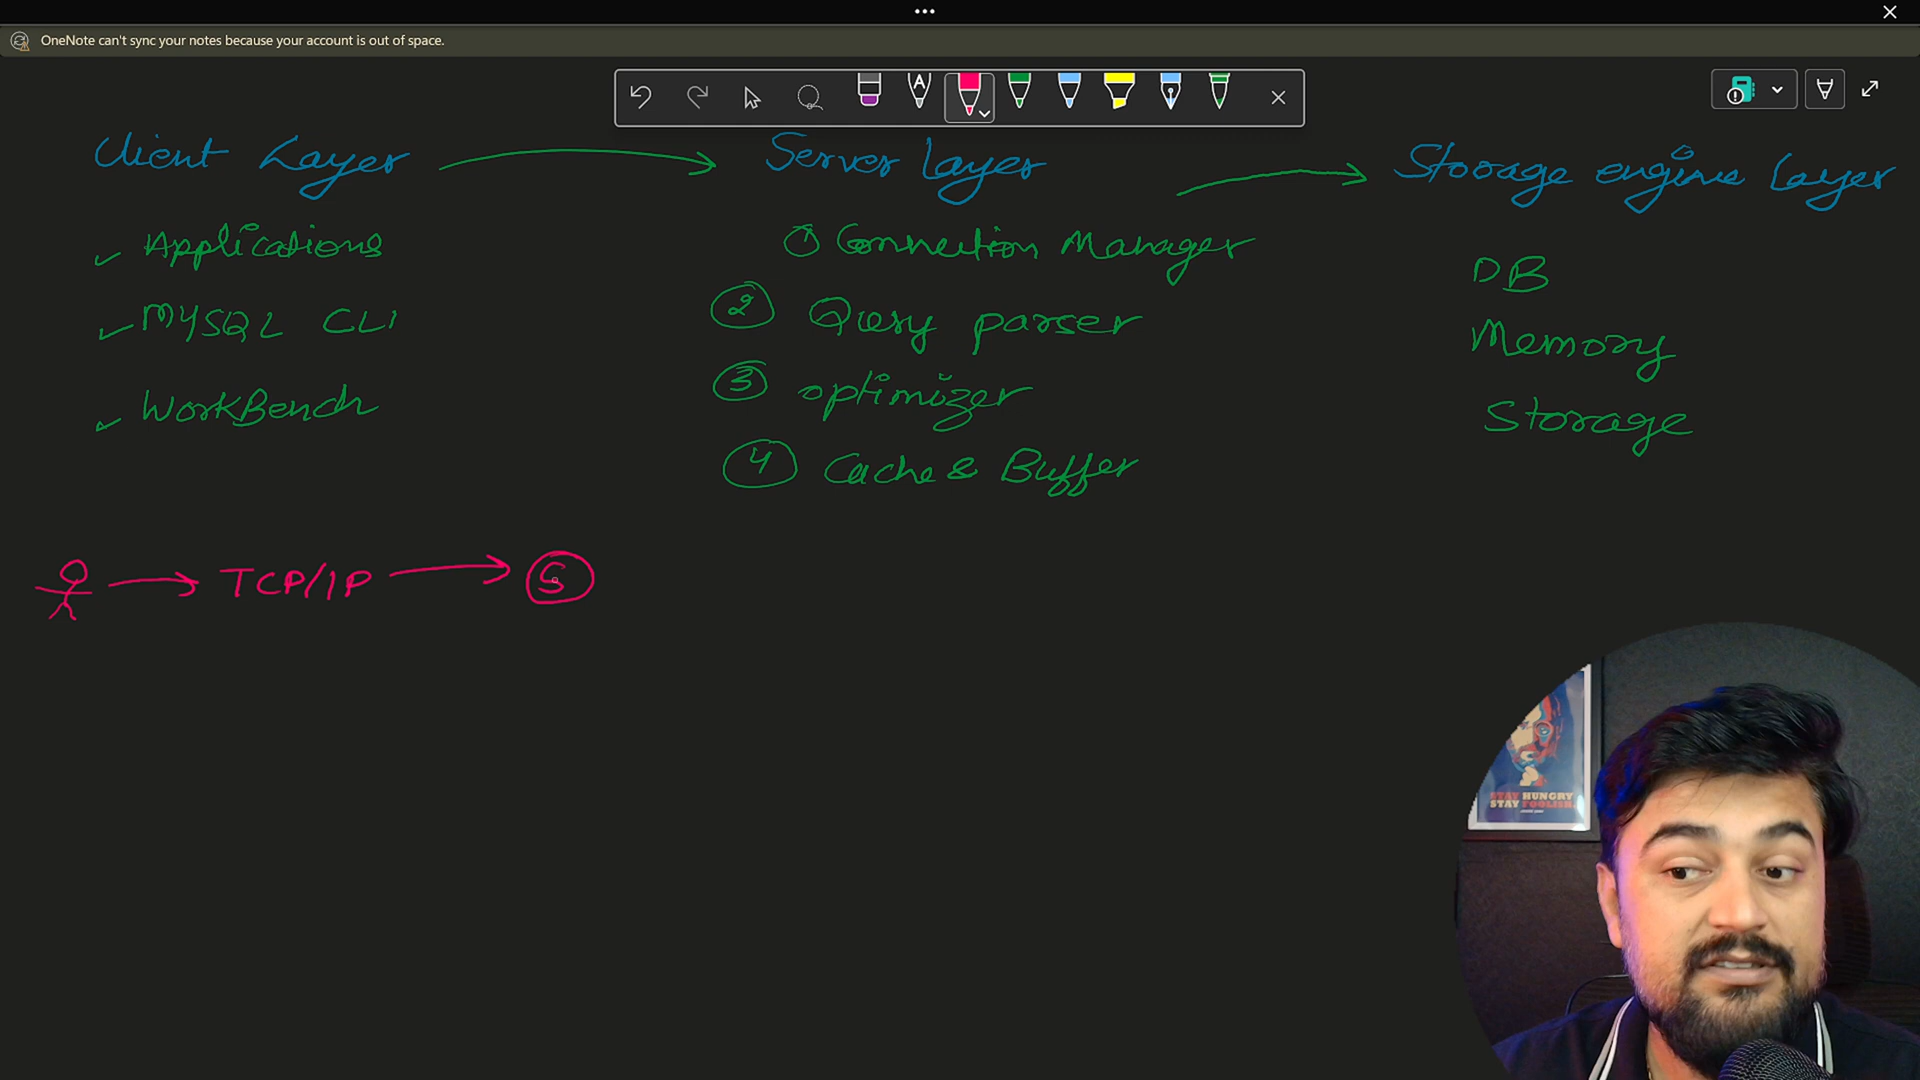 OneNote can't sync your notes because your account is out of space.
Client Layer
Applications
MYSQL CLI
WorkBench
Server layer
1 Connection Manager
2 Query parser
3 optimizer
4 Cache & Buffer
Storage engine Layer
DB
Memory
Storage
TCP/IP
S
STAY HUNGRY
STAY FOOLISH